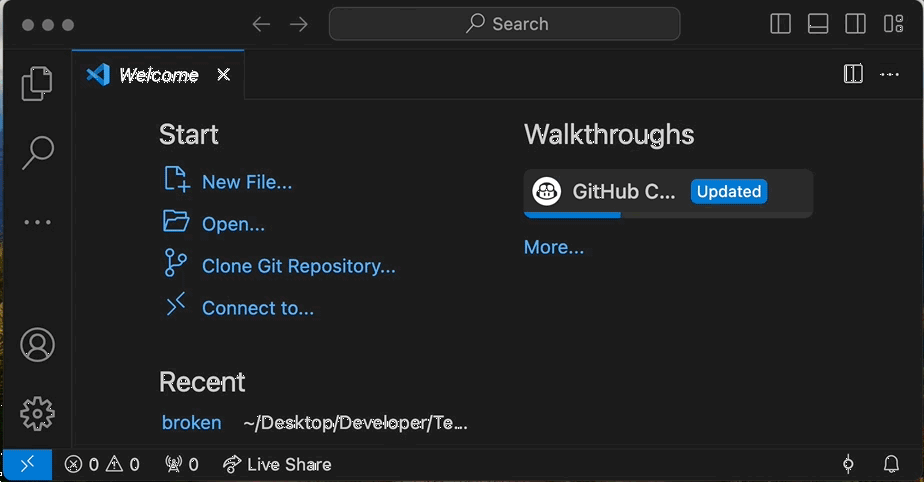 Search
Welcome
Start
New File...
Open...
Clone Git Repository...
Connect to...
Walkthroughs
GitHub C... Updated
More...
Recent
broken ~/Desktop/Developer/Te...
0 0 0 Live Share